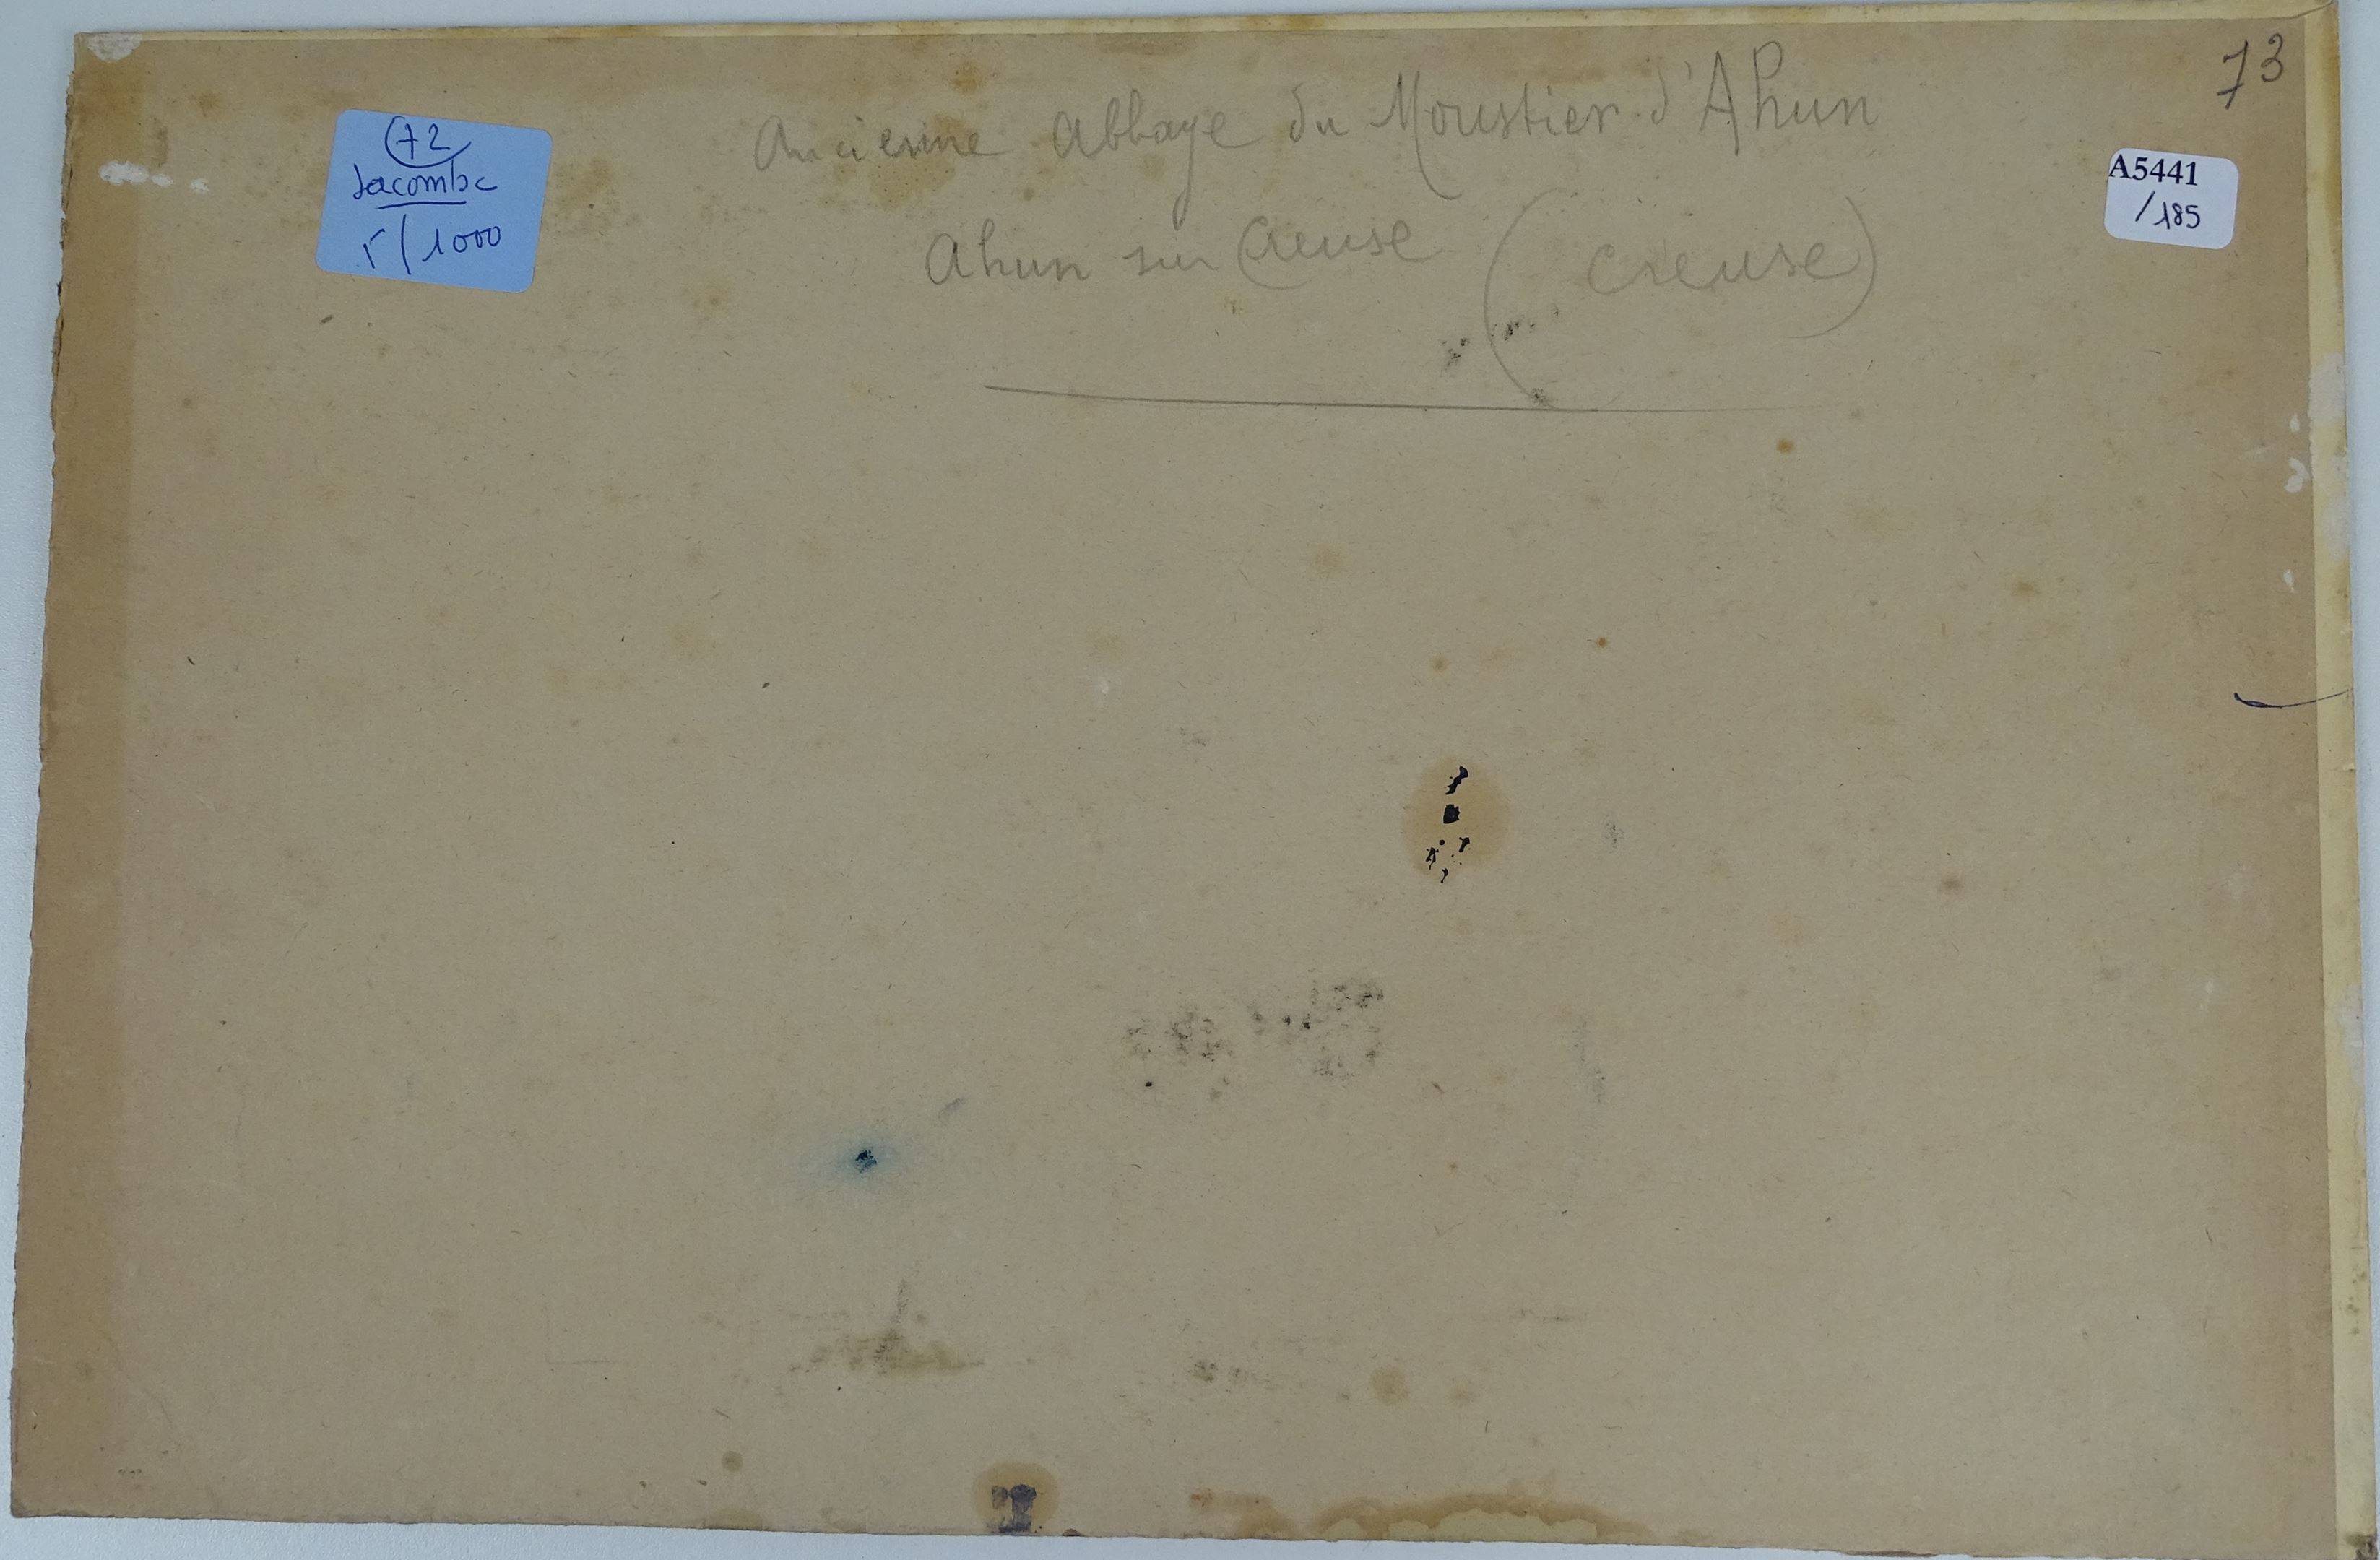 73
72
Lacombe
5/1000
Ancienne Abbaye du Moustier d'Ahun
A5441
/185
Ahun sur Creuse (Creuse)